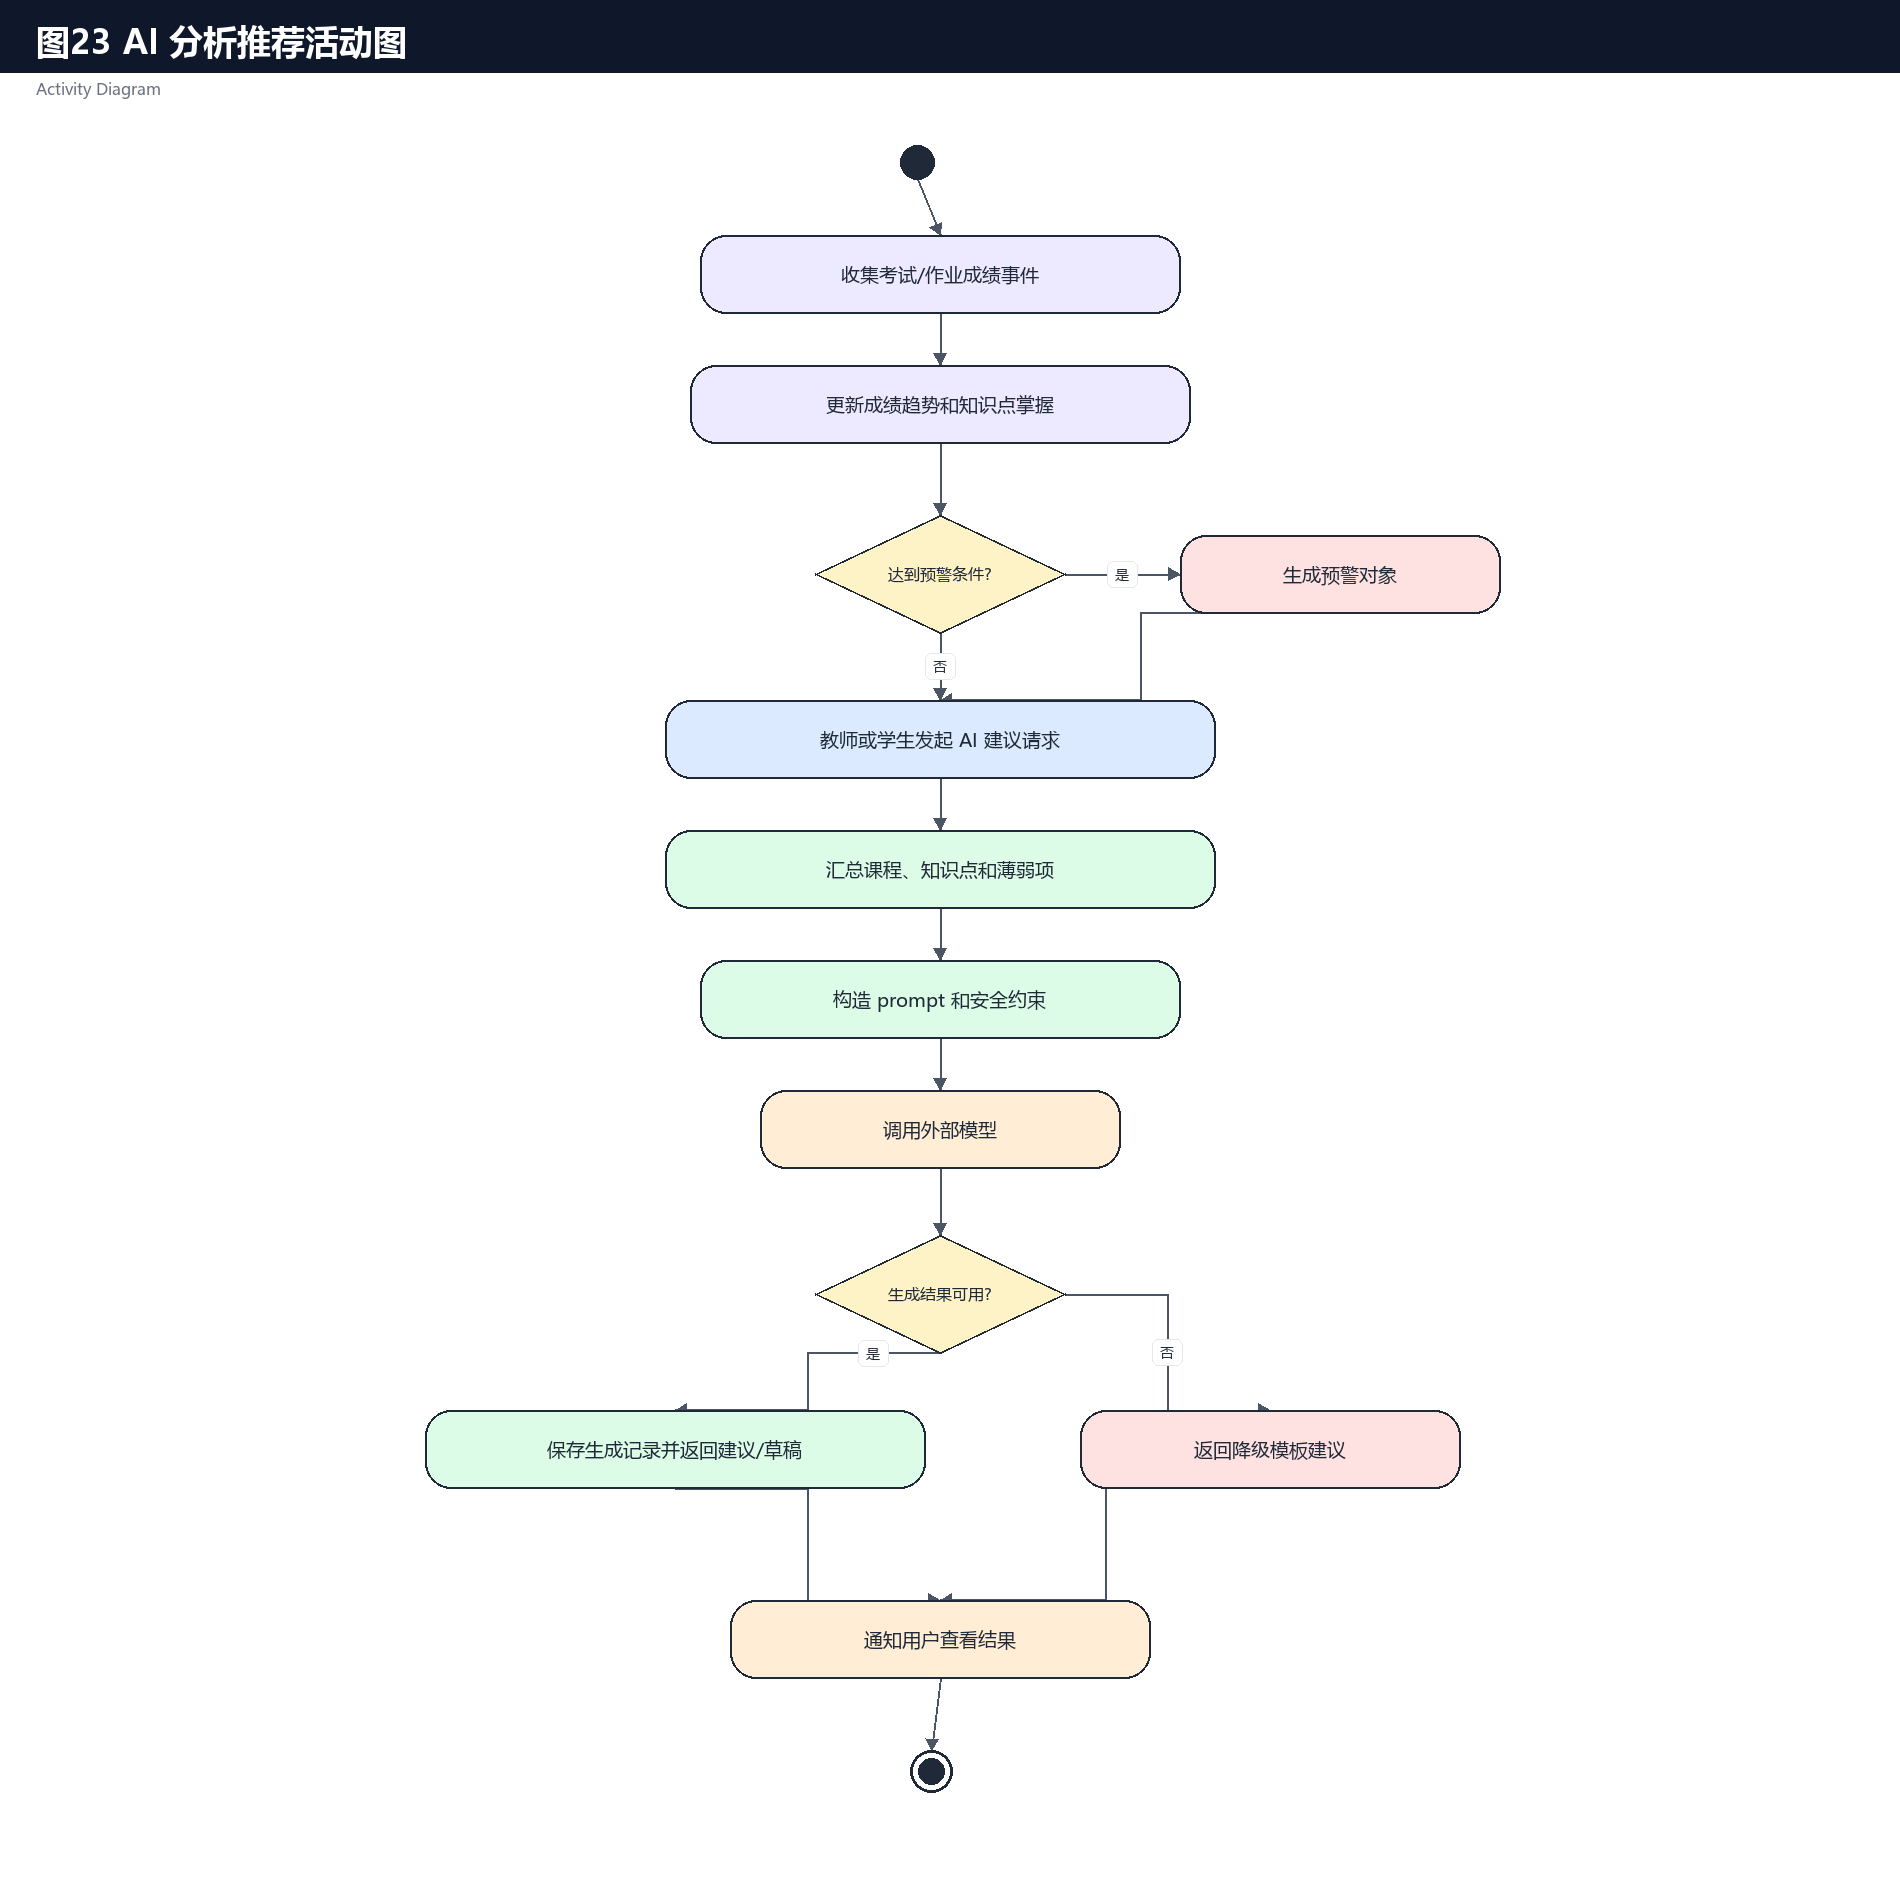 图23 AI 分析推荐活动图
Activity Diagram
收集考试/作业成绩事件
更新成绩趋势和知识点掌握
达到预警条件?
是
生成预警对象
否
教师或学生发起 AI 建议请求
汇总课程、知识点和薄弱项
构造 prompt 和安全约束
调用外部模型
生成结果可用?
是
否
保存生成记录并返回建议/草稿
返回降级模板建议
通知用户查看结果